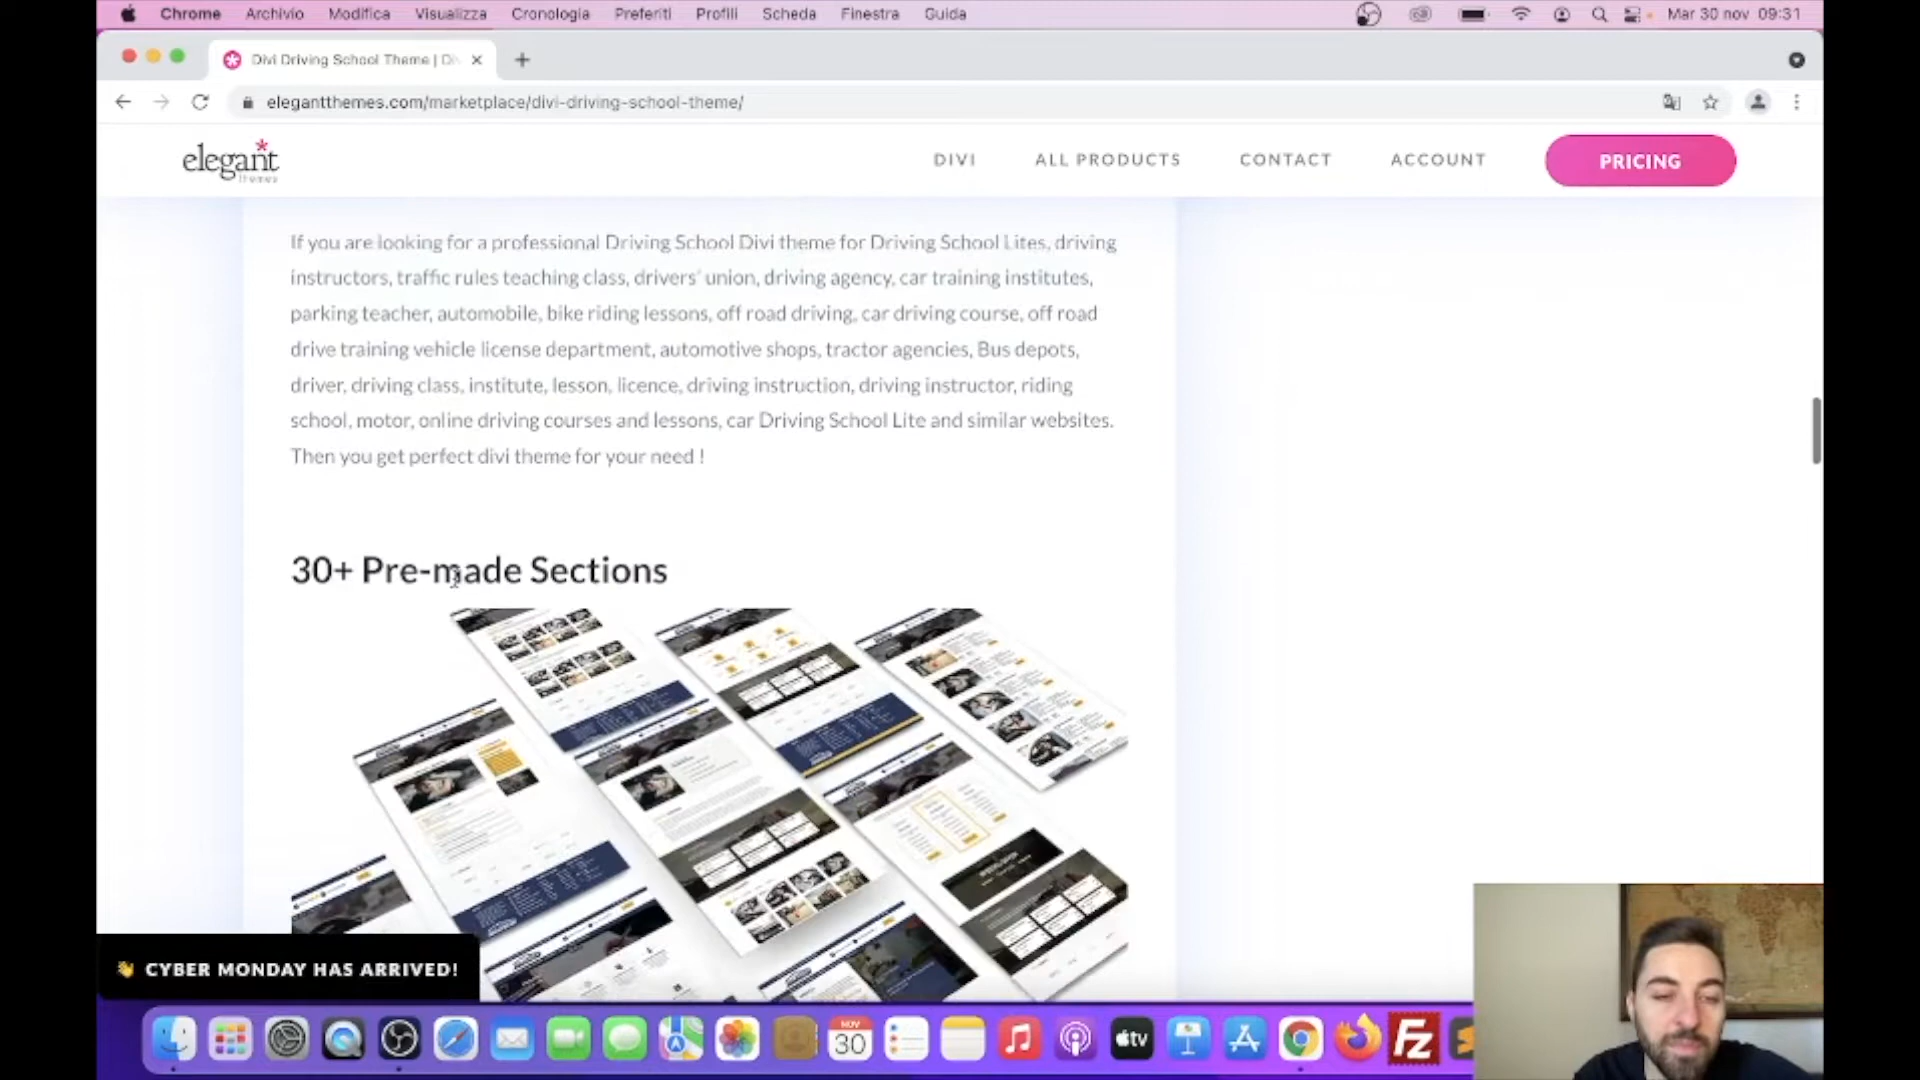 Chrome Archivio Modifica Visualizza Cronologia Preferiti Profili Scheda Finestra Guida Mar 30 nov 09:31
Divi Driving School Theme | Di
elegantthemes.com/marketplace/divi-driving-school-theme/
elegant themes DIVI ALL PRODUCTS CONTACT ACCOUNT PRICING
If you are looking for a professional Driving School Divi theme for Driving School Lites, driving
instructors, traffic rules teaching class, drivers' union, driving agency, car training institutes,
parking teacher, automobile, bike riding lessons, off road driving, car driving course, off road
drive training vehicle license department, automotive shops, tractor agencies, Bus depots,
driver, driving class, institute, lesson, licence, driving instruction, driving instructor, riding
school, motor, online driving courses and lessons, car Driving School Lite and similar websites.
Then you get perfect divi theme for your need !
30+ Pre-made Sections
👋 CYBER MONDAY HAS ARRIVED!
NOV
30
tv
FZ